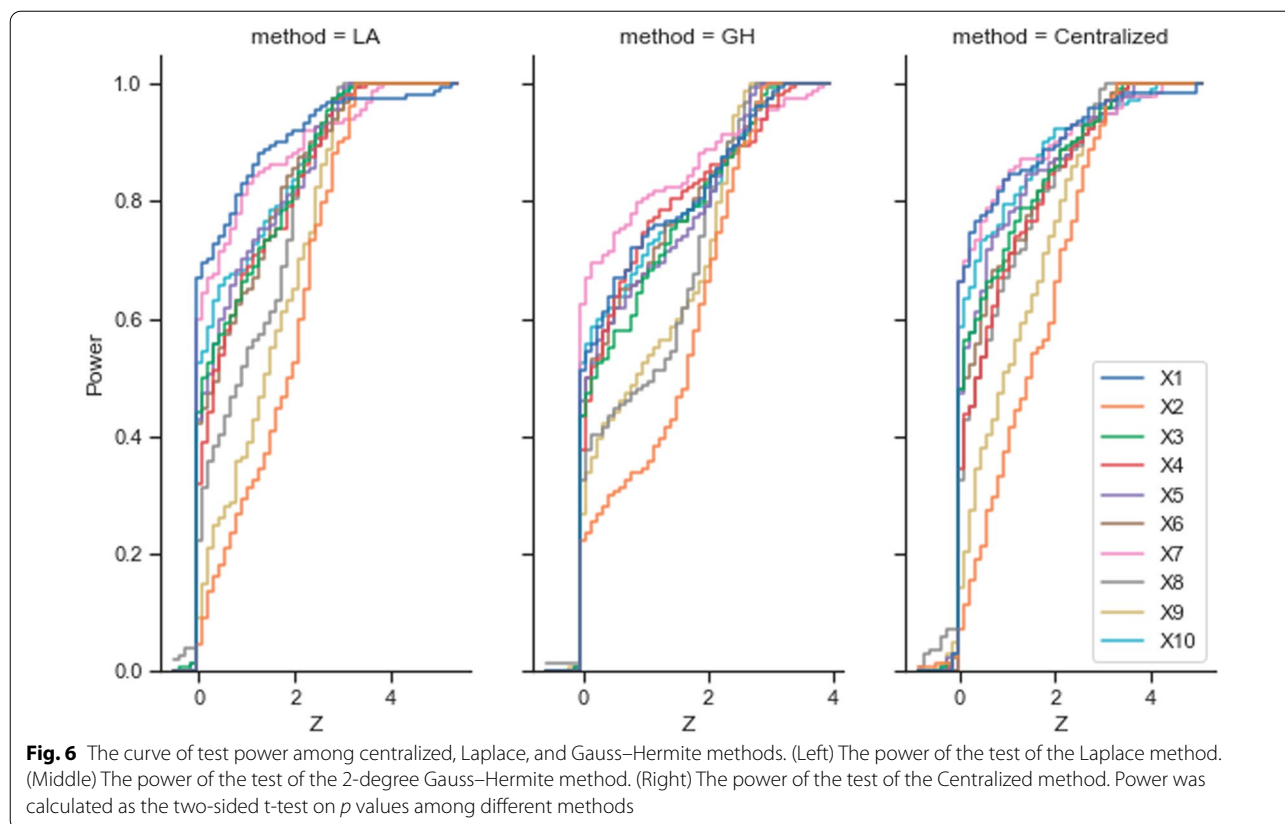 method = LA
method = GH
method = Centralized
Power
1.0
0.8
0.6
0.4
0.2
0.0
X1
X2
X3
X4
X5
X6
X7
X8
X9
X10
0 2 4
0 2 4
0 2 4
Z
Z
Z
Fig. 6 The curve of test power among centralized, Laplace, and Gauss–Hermite methods. (Left) The power of the test of the Laplace method.
(Middle) The power of the test of the 2-degree Gauss–Hermite method. (Right) The power of the test of the Centralized method. Power was
calculated as the two-sided t-test on p values among different methods